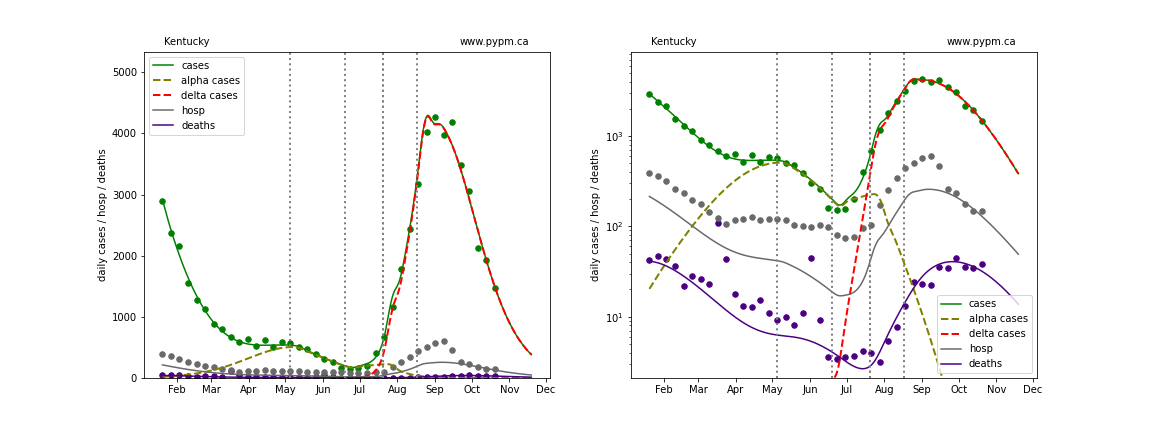 Kentucky www.pypm.ca
5000
4000
3000
2000
1000
0
daily cases / hosp / deaths
cases
alpha cases
delta cases
hosp
deaths
Feb Mar Apr May Jun Jul Aug Sep Oct Nov Dec
Kentucky www.pypm.ca
10³
10²
10¹
daily cases / hosp / deaths
cases
alpha cases
delta cases
hosp
deaths
Feb Mar Apr May Jun Jul Aug Sep Oct Nov Dec